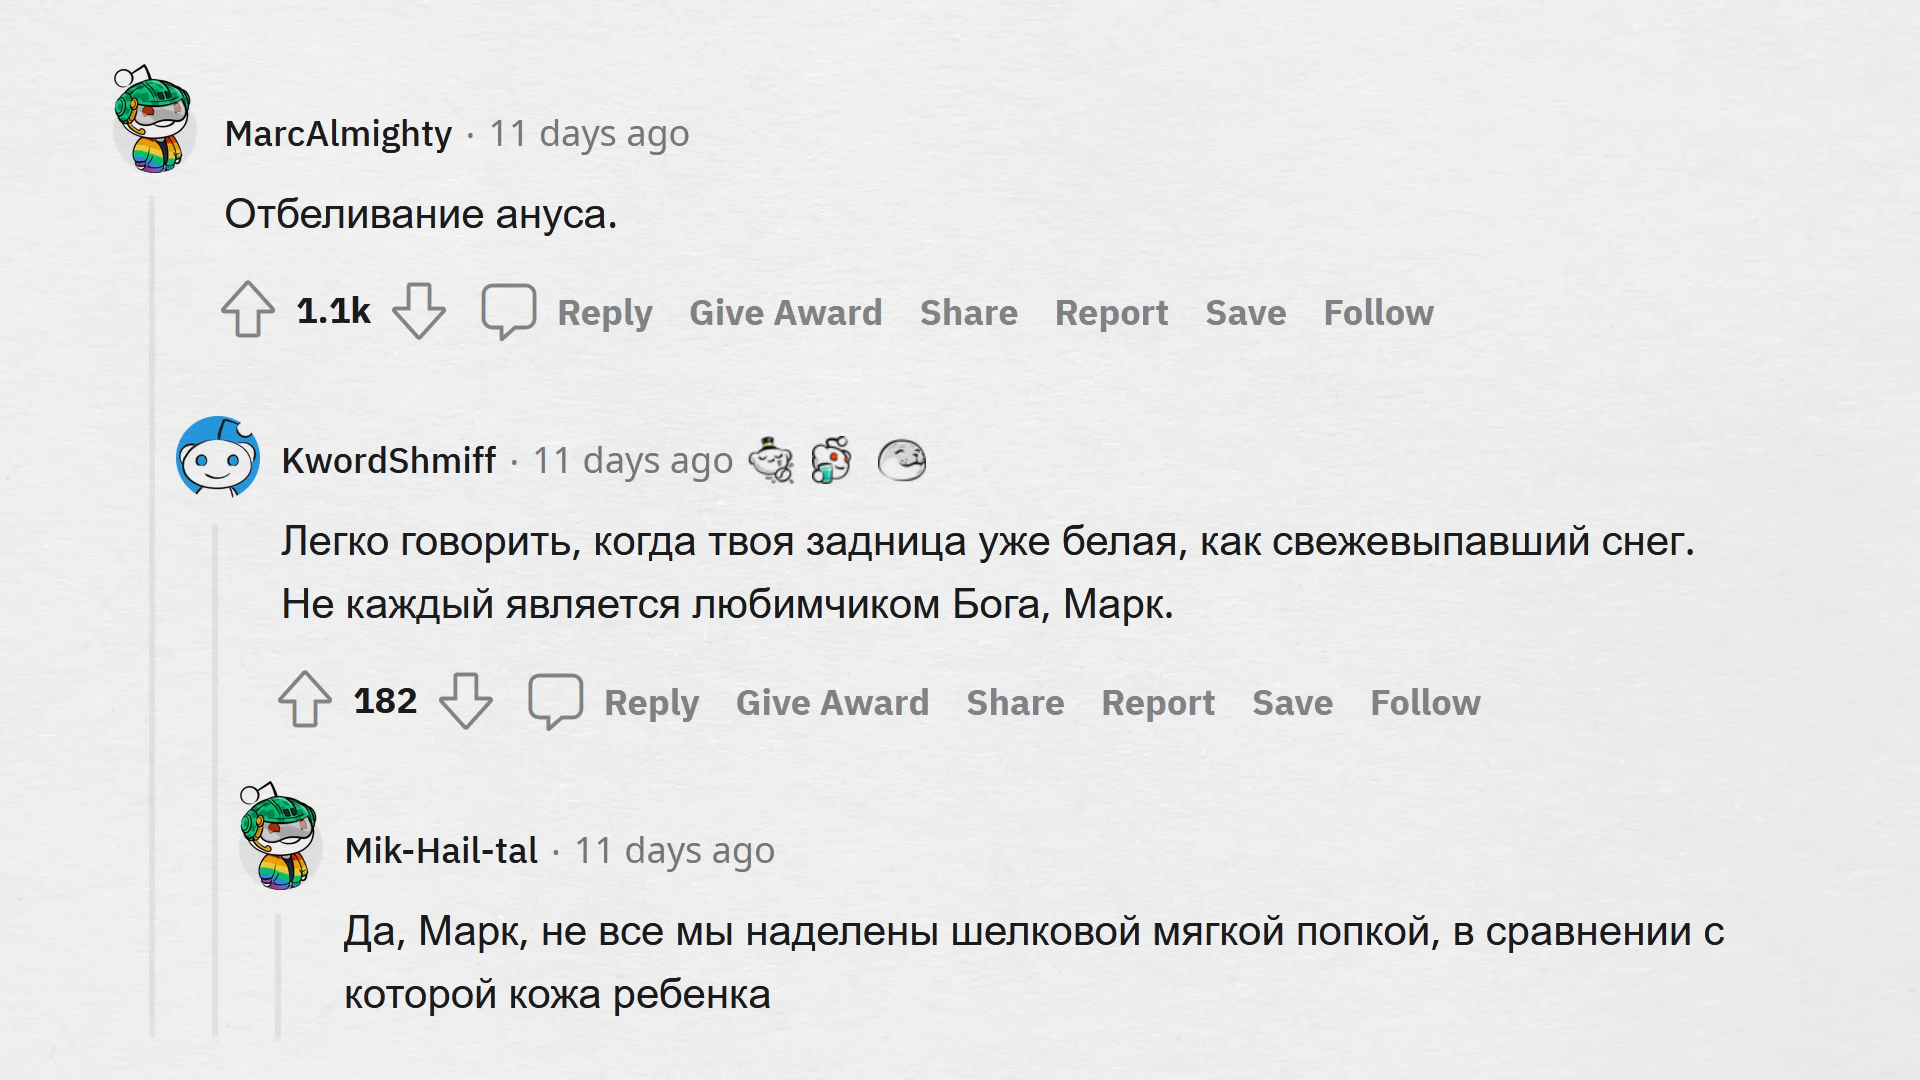 MarcAlmighty · 11 days ago
Отбеливание ануса.
1.1k Reply Give Award Share Report Save Follow
KwordShmiff · 11 days ago
Легко говорить, когда твоя задница уже белая, как свежевыпавший снег.
Не каждый является любимчиком Бога, Марк.
182 Reply Give Award Share Report Save Follow
Mik-Hail-tal · 11 days ago
Да, Марк, не все мы наделены шелковой мягкой попкой, в сравнении с
которой кожа ребенка